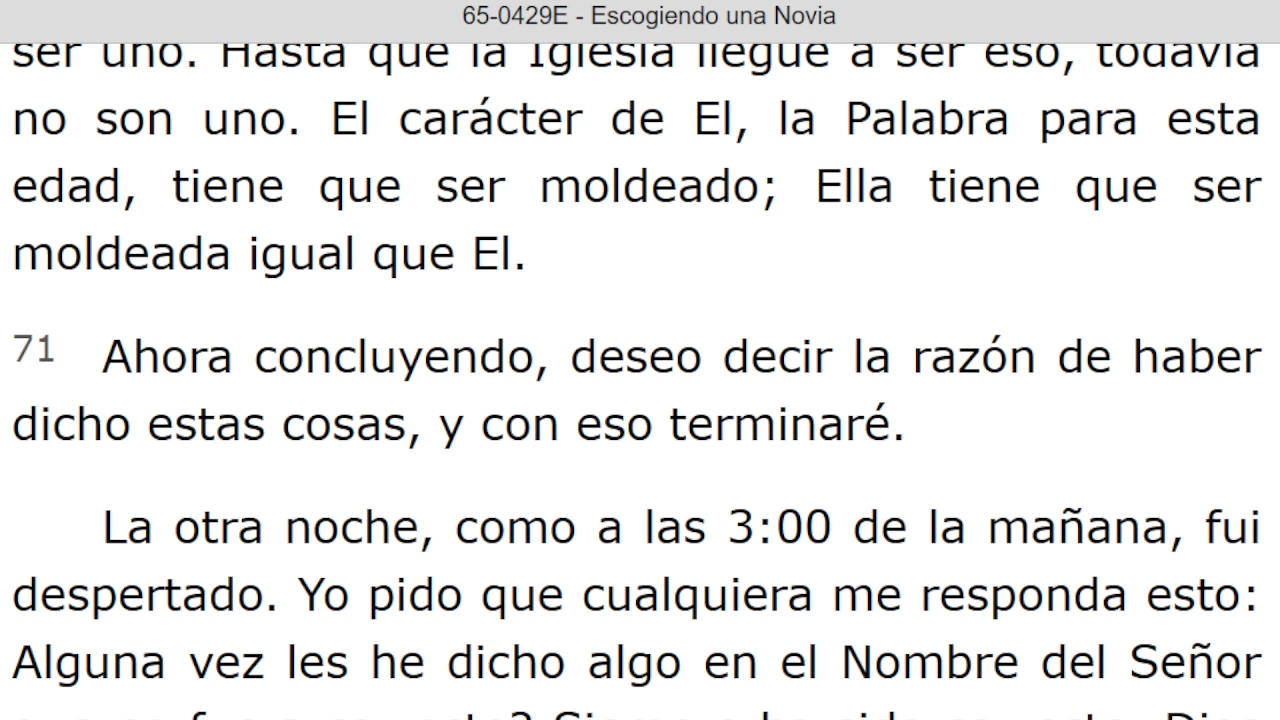 65-0429E - Escogiendo una Novia
ser uno. Hasta que la Iglesia llegue a ser eso, todavía
no son uno. El carácter de El, la Palabra para esta
edad, tiene que ser moldeado; Ella tiene que ser
moldeada igual que El.
71 Ahora concluyendo, deseo decir la razón de haber
dicho estas cosas, y con eso terminaré.
La otra noche, como a las 3:00 de la mañana, fui
despertado. Yo pido que cualquiera me responda esto:
Alguna vez les he dicho algo en el Nombre del Señor